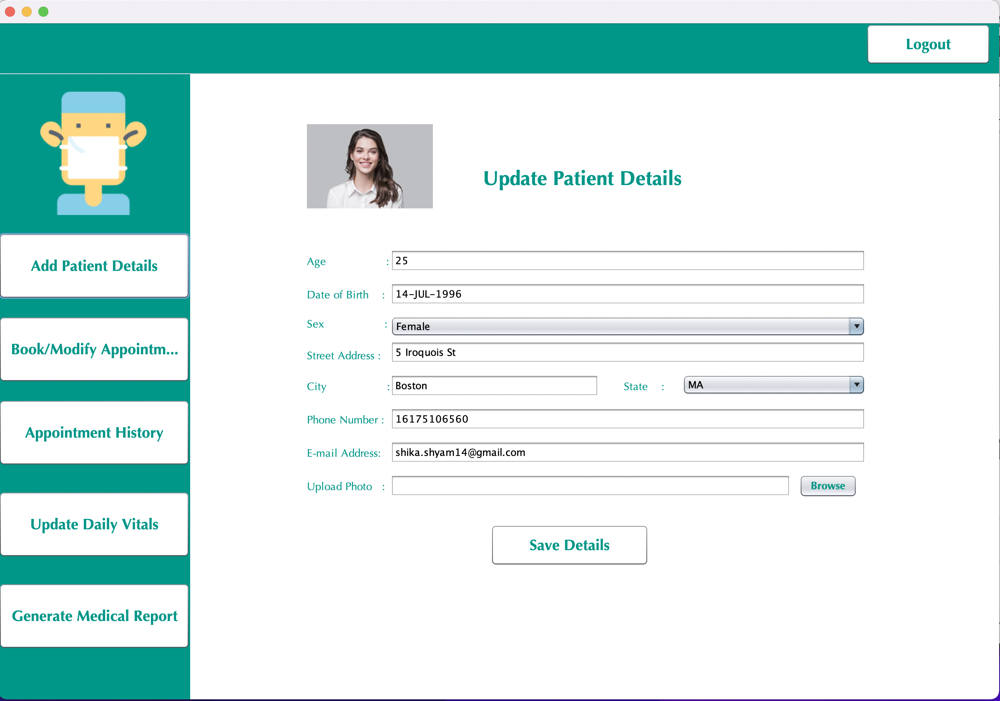 Logout
Update Patient Details
Add Patient Details
Book/Modify Appointm...
Appointment History
Update Daily Vitals
Generate Medical Report
Age : 25
Date of Birth : 14-JUL-1996
Sex : Female
Street Address : 5 Iroquois St
City : Boston State : MA
Phone Number : 16175106560
E-mail Address: shika.shyam14@gmail.com
Upload Photo : Browse
Save Details